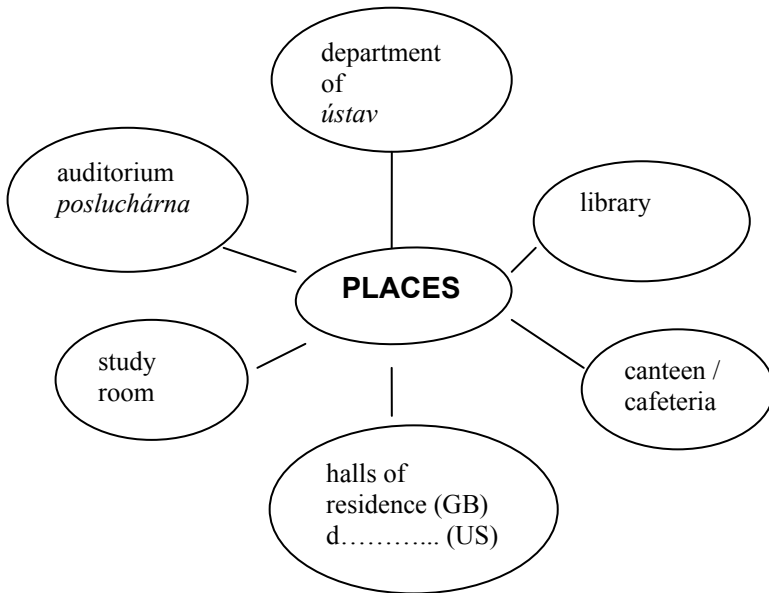 department
of
ústav
auditorium
posluchárna
library
PLACES
study
room
canteen /
cafeteria
halls of
residence (GB)
d………... (US)